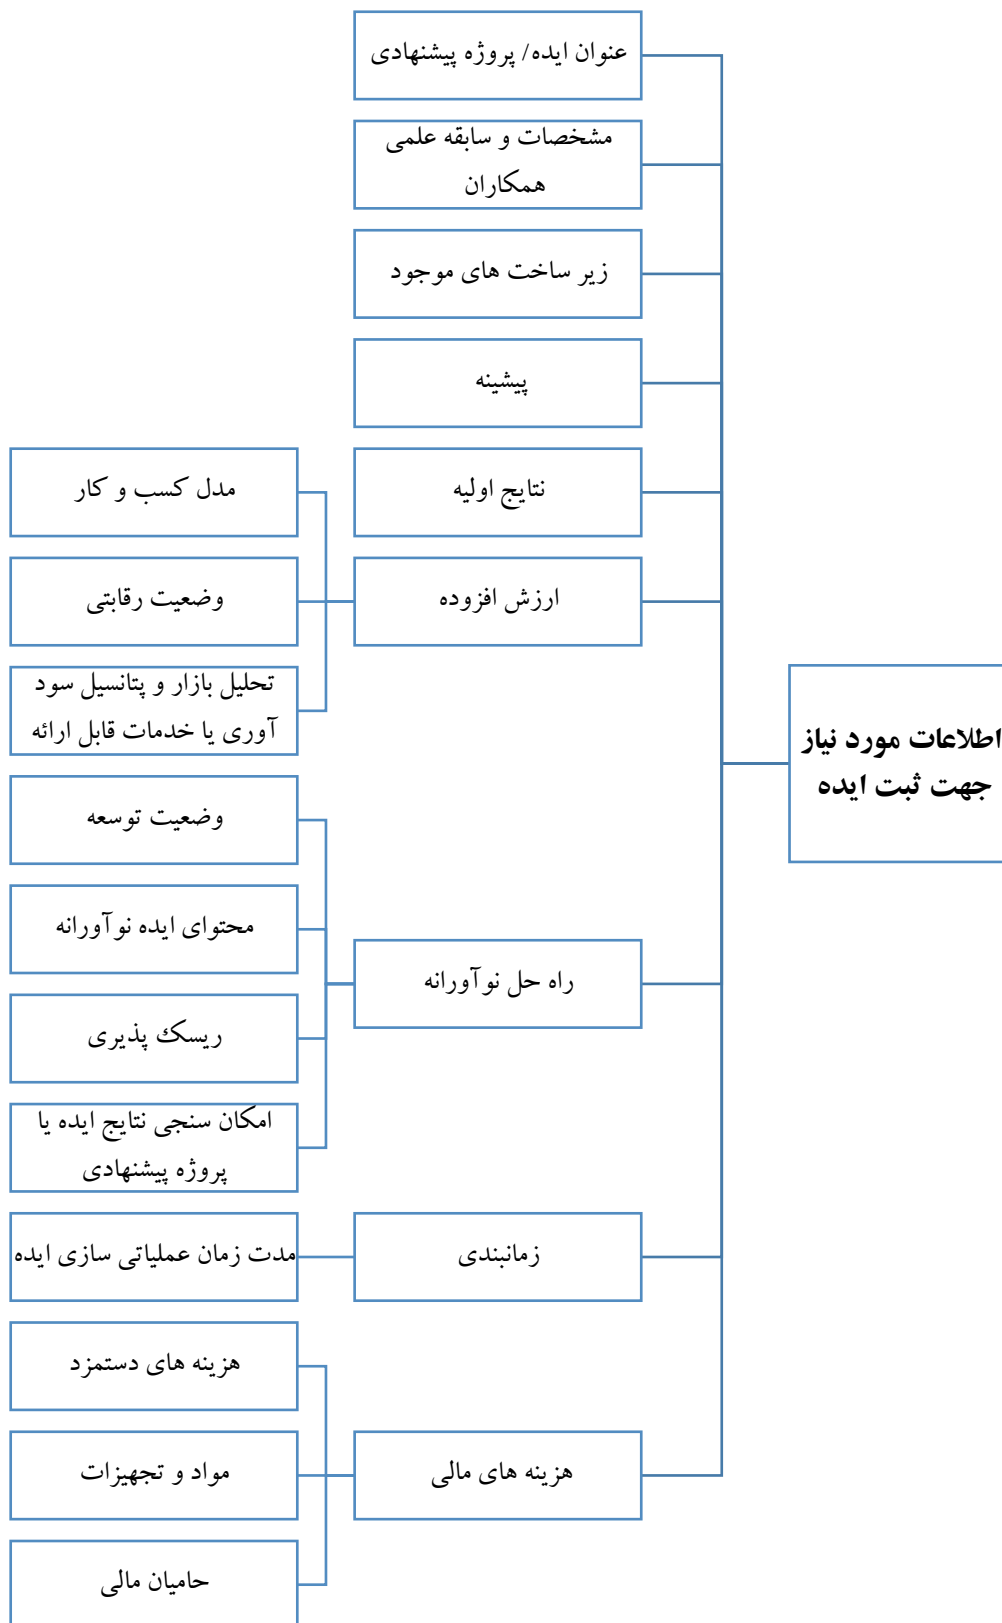 اطلاعات مورد نیاز
جهت ثبت ایده
عنوان ایده/ پروژه پیشنهادی
مشخصات و سابقه علمی
همکاران
زیر ساخت های موجود
پیشینه
نتایج اولیه
ارزش افزوده
مدل کسب و کار
وضعیت رقابتی
تحلیل بازار و پتانسیل سود
آوری یا خدمات قابل ارائه
راه حل نوآورانه
وضعیت توسعه
محتوای ایده نوآورانه
ریسک پذیری
امکان سنجی نتایج ایده یا
پروژه پیشنهادی
زمانبندی
مدت زمان عملیاتی سازی ایده
هزینه های مالی
هزینه های دستمزد
مواد و تجهیزات
حامیان مالی